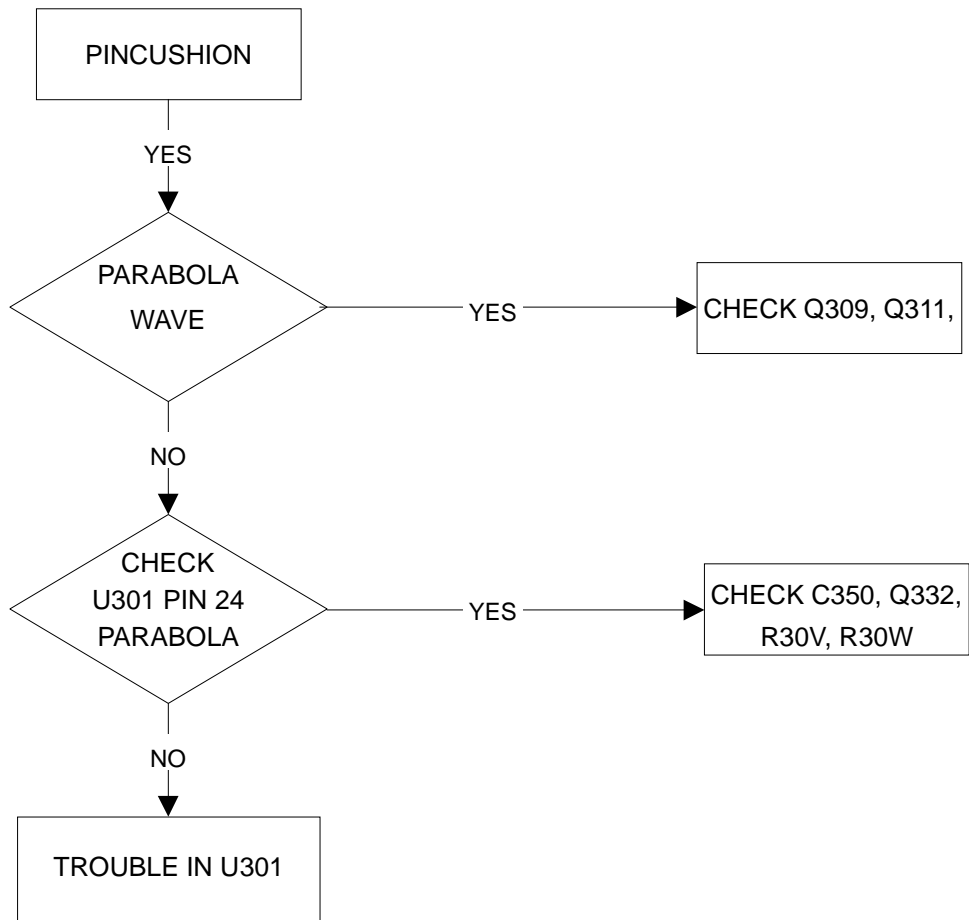 PINCUSHION
YES
PARABOLA
WAVE
YES
CHECK Q309, Q311,
NO
CHECK
U301 PIN 24
PARABOLA
YES
CHECK C350, Q332,
R30V, R30W
NO
TROUBLE IN U301